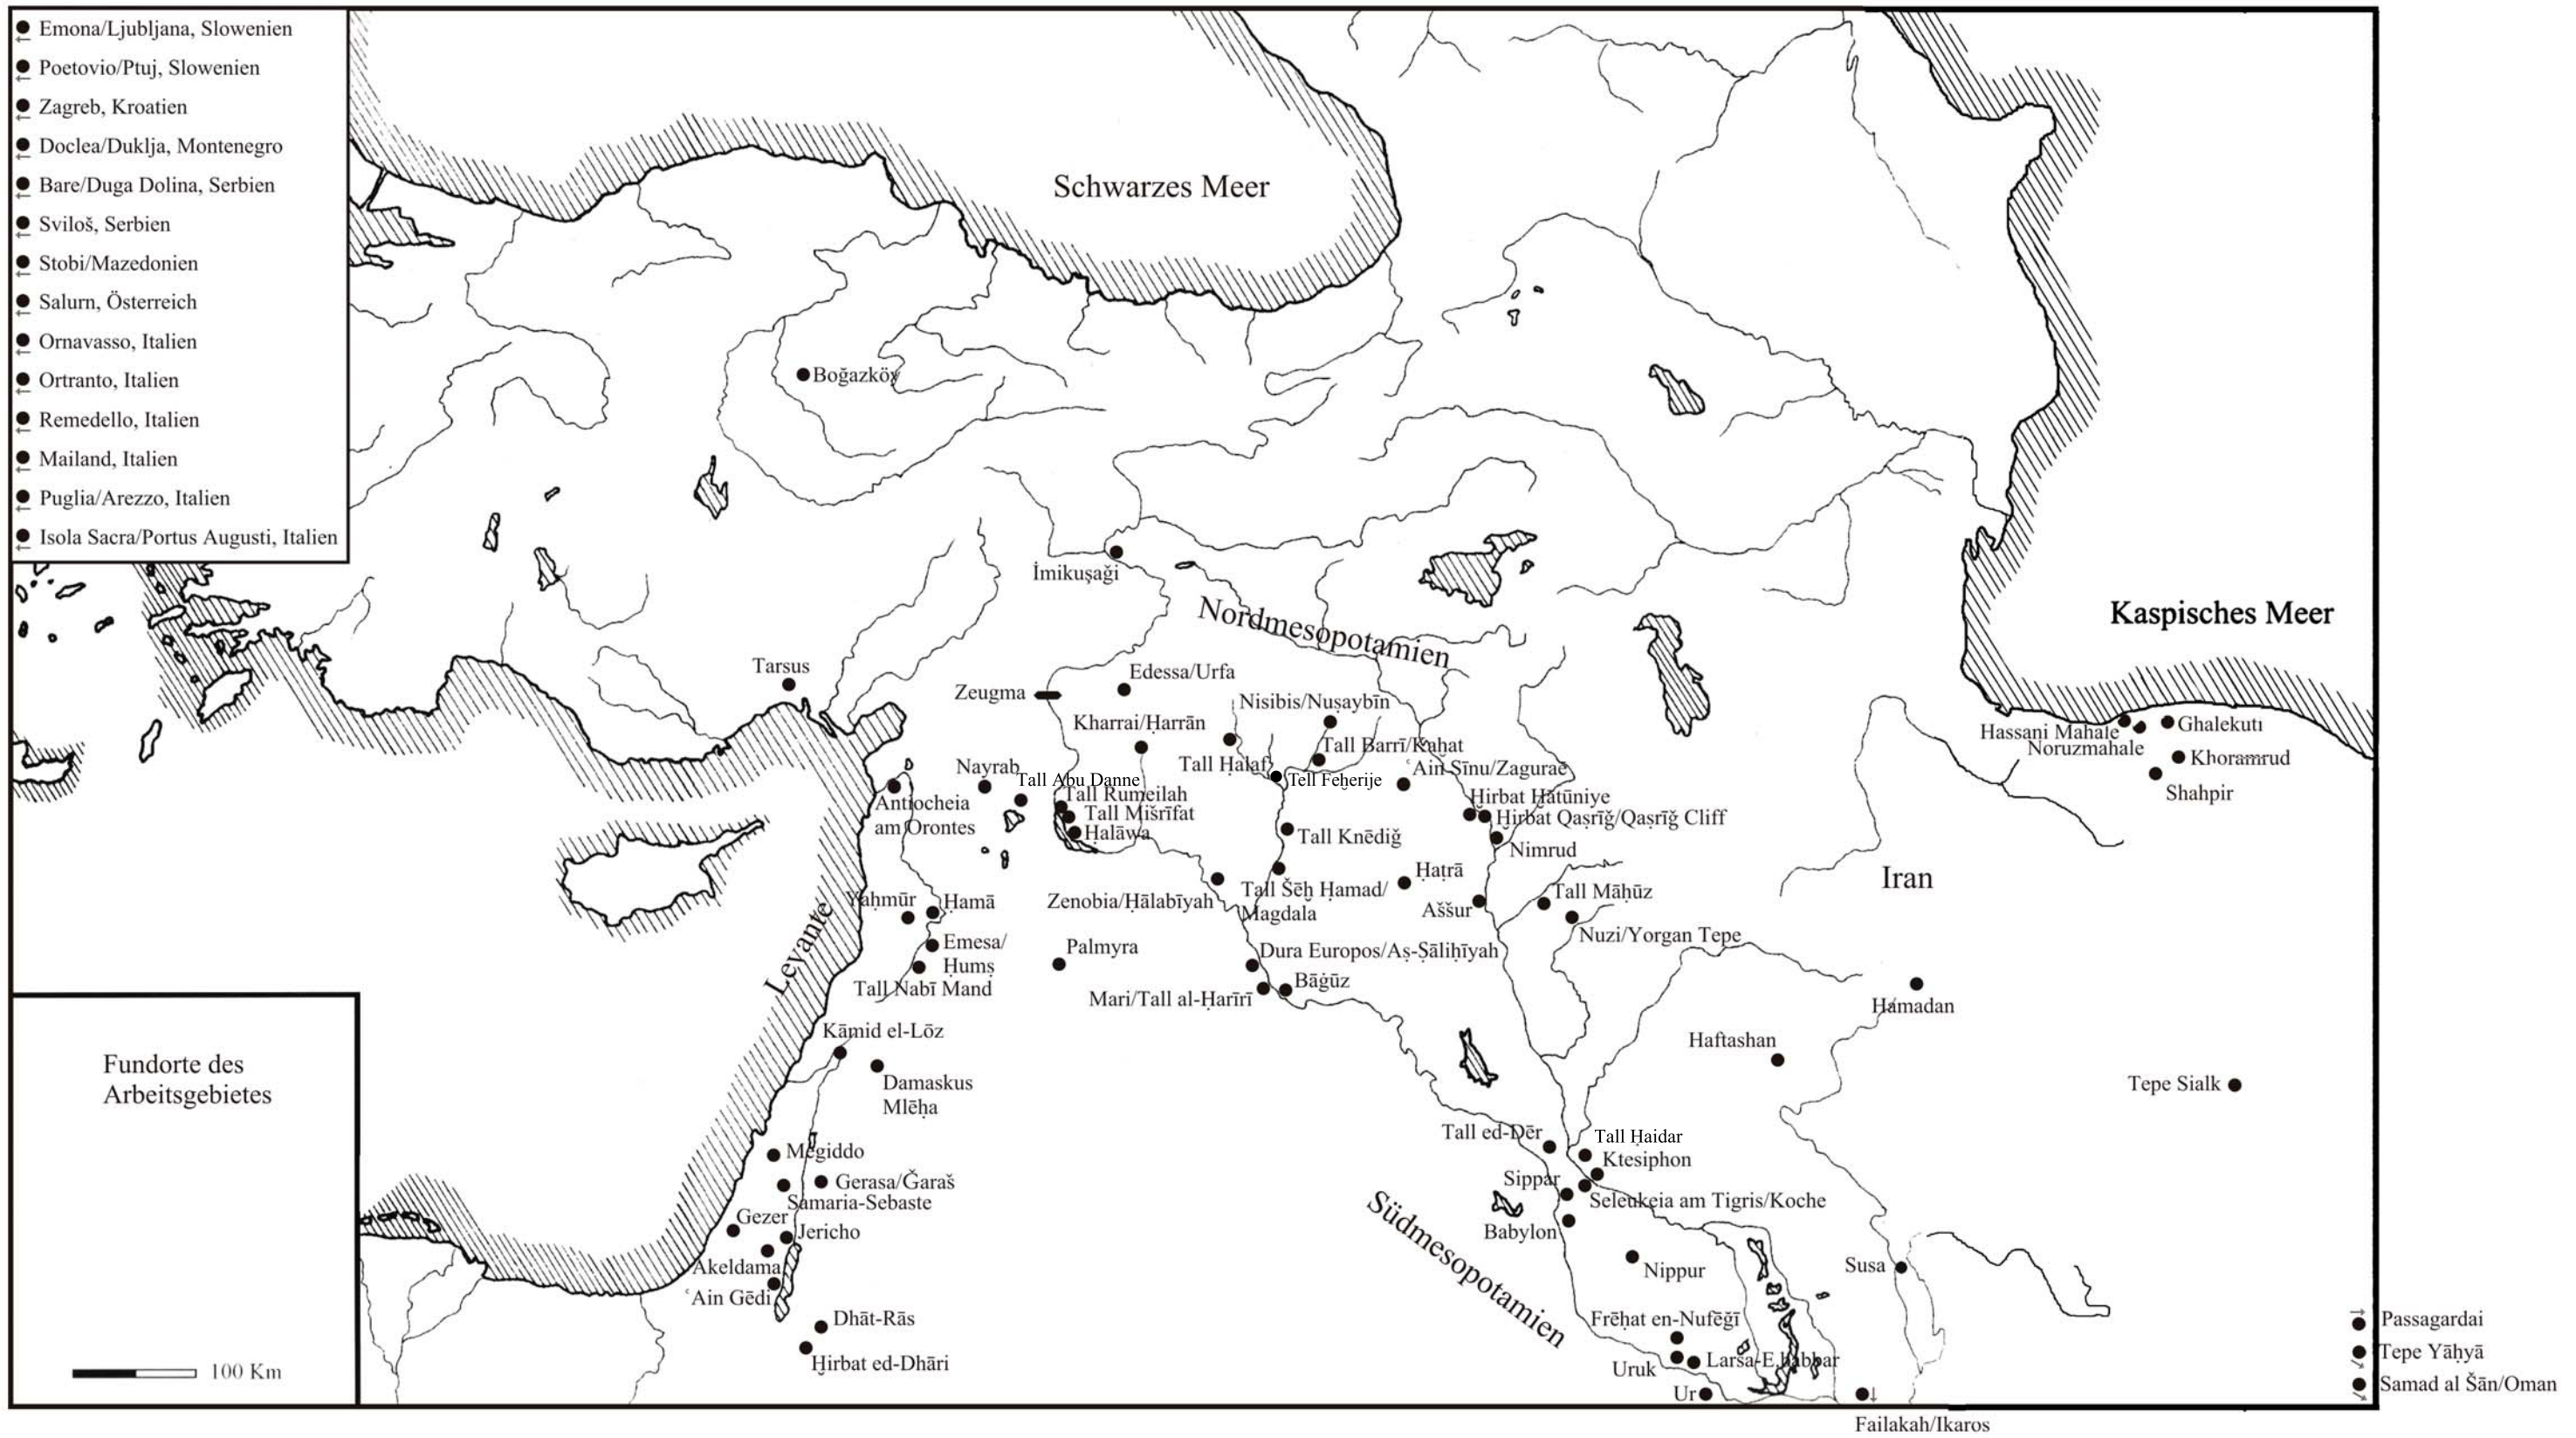 Emona/Ljubljana, Slowenien
Poetovio/Ptuj, Slowenien
Zagreb, Kroatien
Doclea/Duklja, Montenegro
Bare/Duga Dolina, Serbien
Sviloš, Serbien
Stobi/Mazedonien
Salurn, Österreich
Ornavasso, Italien
Ortranto, Italien
Remedello, Italien
Mailand, Italien
Puglia/Arezzo, Italien
Isola Sacra/Portus Augusti, Italien
Schwarzes Meer
Boğazköy
İmikuşaği
Nordmesopotamien
Kaspisches Meer
Tarsus
Zeugma
Edessa/Urfa
Nisibis/Nuṣaybīn
Kharrai/Ḥarrān
Tall Barrī/Kaḥat
Tall Ḥalaf
Tell Feḫerije
ʿAin Sīnu/Zagurae
Hassani Mahale
Noruzmahale
Ghalekuti
Khoramrud
Shahpir
Nayrab
Tall Abu Danne
Tall Rumeilah
Tall Mišrīfat
Ḥalāwa
Antiocheia
am Orontes
Ḫirbat Ḫātūniye
Ḫirbat Qaṣrīğ/Qaṣrīğ Cliff
Nimrud
Tall Knēdiğ
Ḥaṭrā
Iran
Zenobia/Ḥālabīyah
Tall Šēḫ Ḥamad/
Magdala
Aššur
Tall Māḥūz
Nuzi/Yorgan Tepe
Yaḥmūr
Ḥamā
Levante
Emesa/
Ḥumṣ
Tall Nabī Mand
Palmyra
Dura Europos/Aṣ-Ṣāliḥīyah
Bāġūz
Mari/Tall al-Ḥarīrī
Hamadan
Kāmid el-Lōz
Damaskus
Mlēḥa
Haftashan
Tepe Sialk
Fundorte des
Arbeitsgebietes
Megiddo
Gerasa/Ğaraš
Samaria-Sebaste
Gezer
Jericho
Akeldama
ʿAin Gēdi
Dhāt-Rās
Ḫirbat ed-Dhāri
100 Km
Tall ed-Dēr
Tall Ḥaidar
Ktesiphon
Sippar
Seleukeia am Tigris/Koche
Babylon
Südmesopotamien
Nippur
Susa
Frēḥat en-Nufēğī
Uruk
Larsa-E.babbar
Ur
Failakah/Ikaros
Passagardai
Tepe Yāḥyā
Samad al Šān/Oman